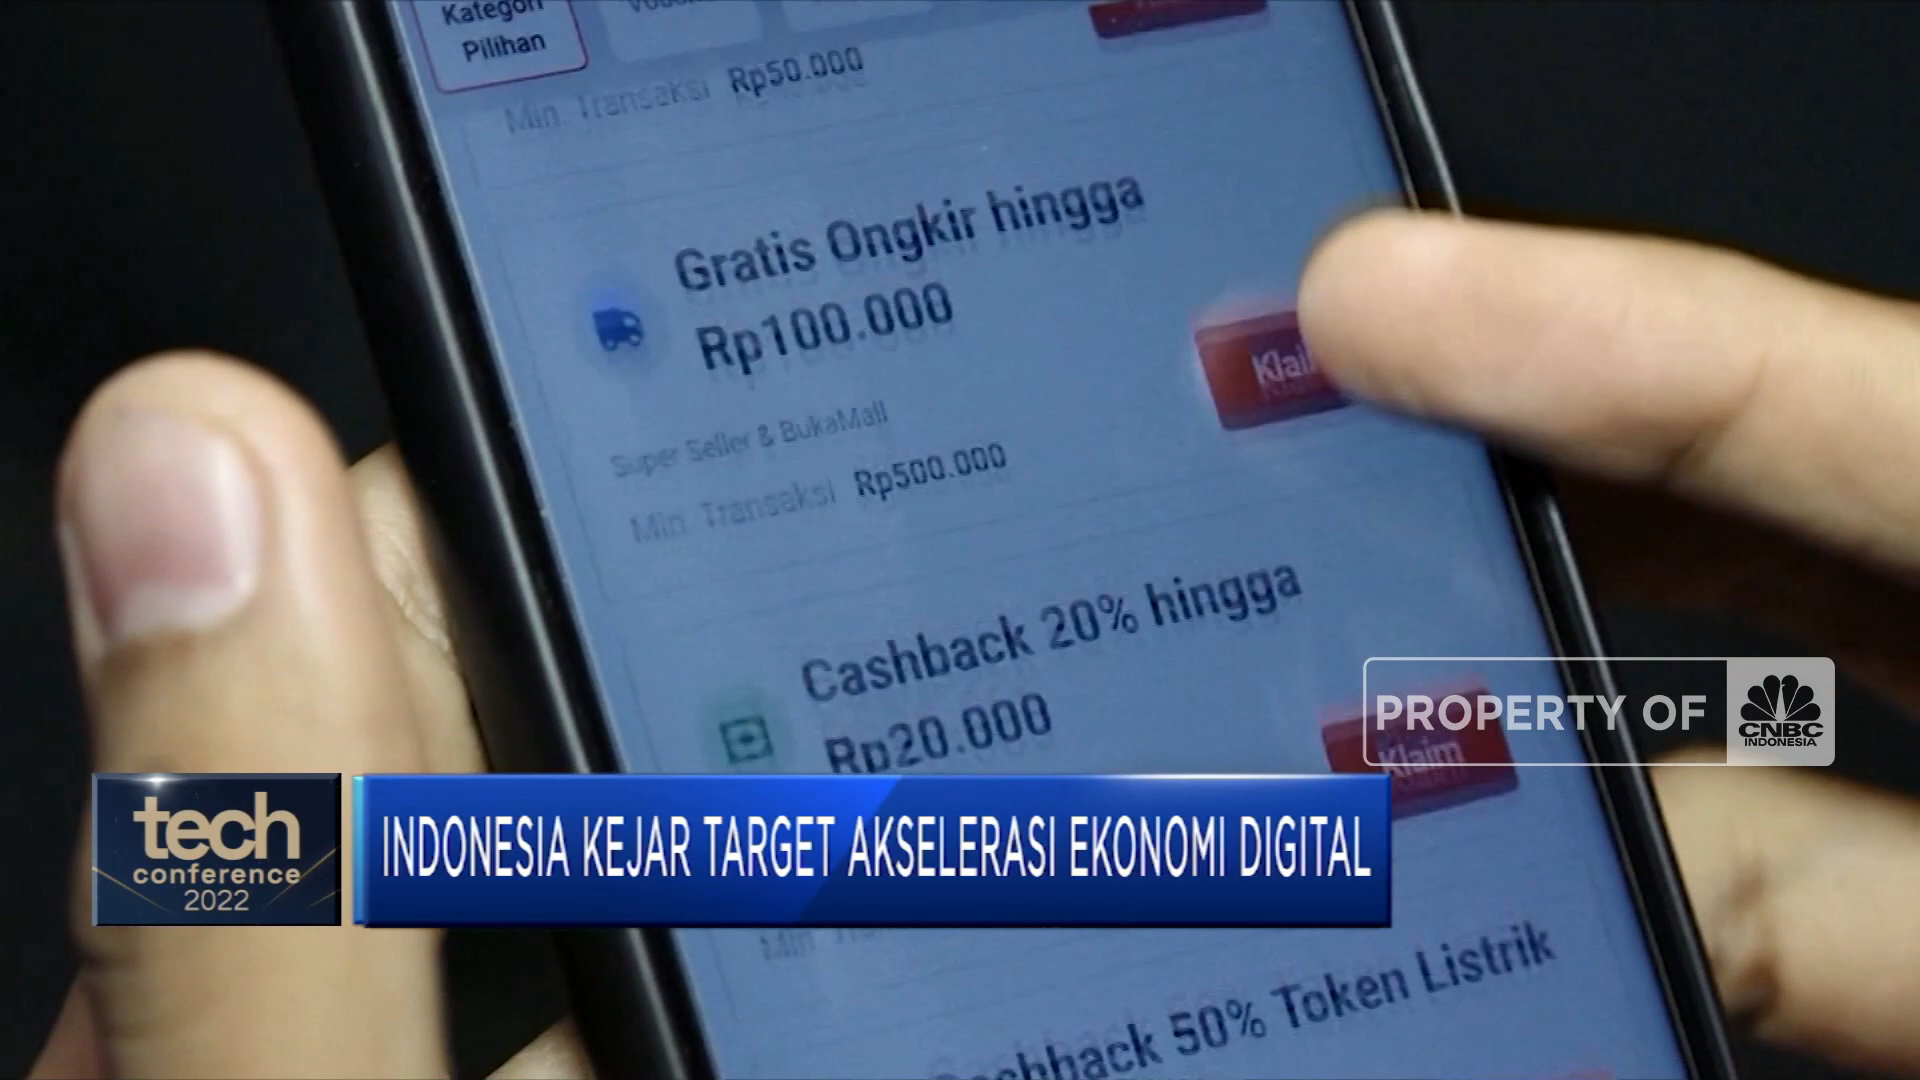 Kategori
Pilihan
Min. Transaksi Rp50.000
Gratis Ongkir hingga
Rp100.000
Super Seller & BukaMall
Min. Transaksi Rp500.000
Cashback 20% hingga
Rp20.000
PROPERTY OF
CNBC
INDONESIA
Klaim
tech
conference
2022
INDONESIA KEJAR TARGET AKSELERASI EKONOMI DIGITAL
Cashback 50% Token Listrik